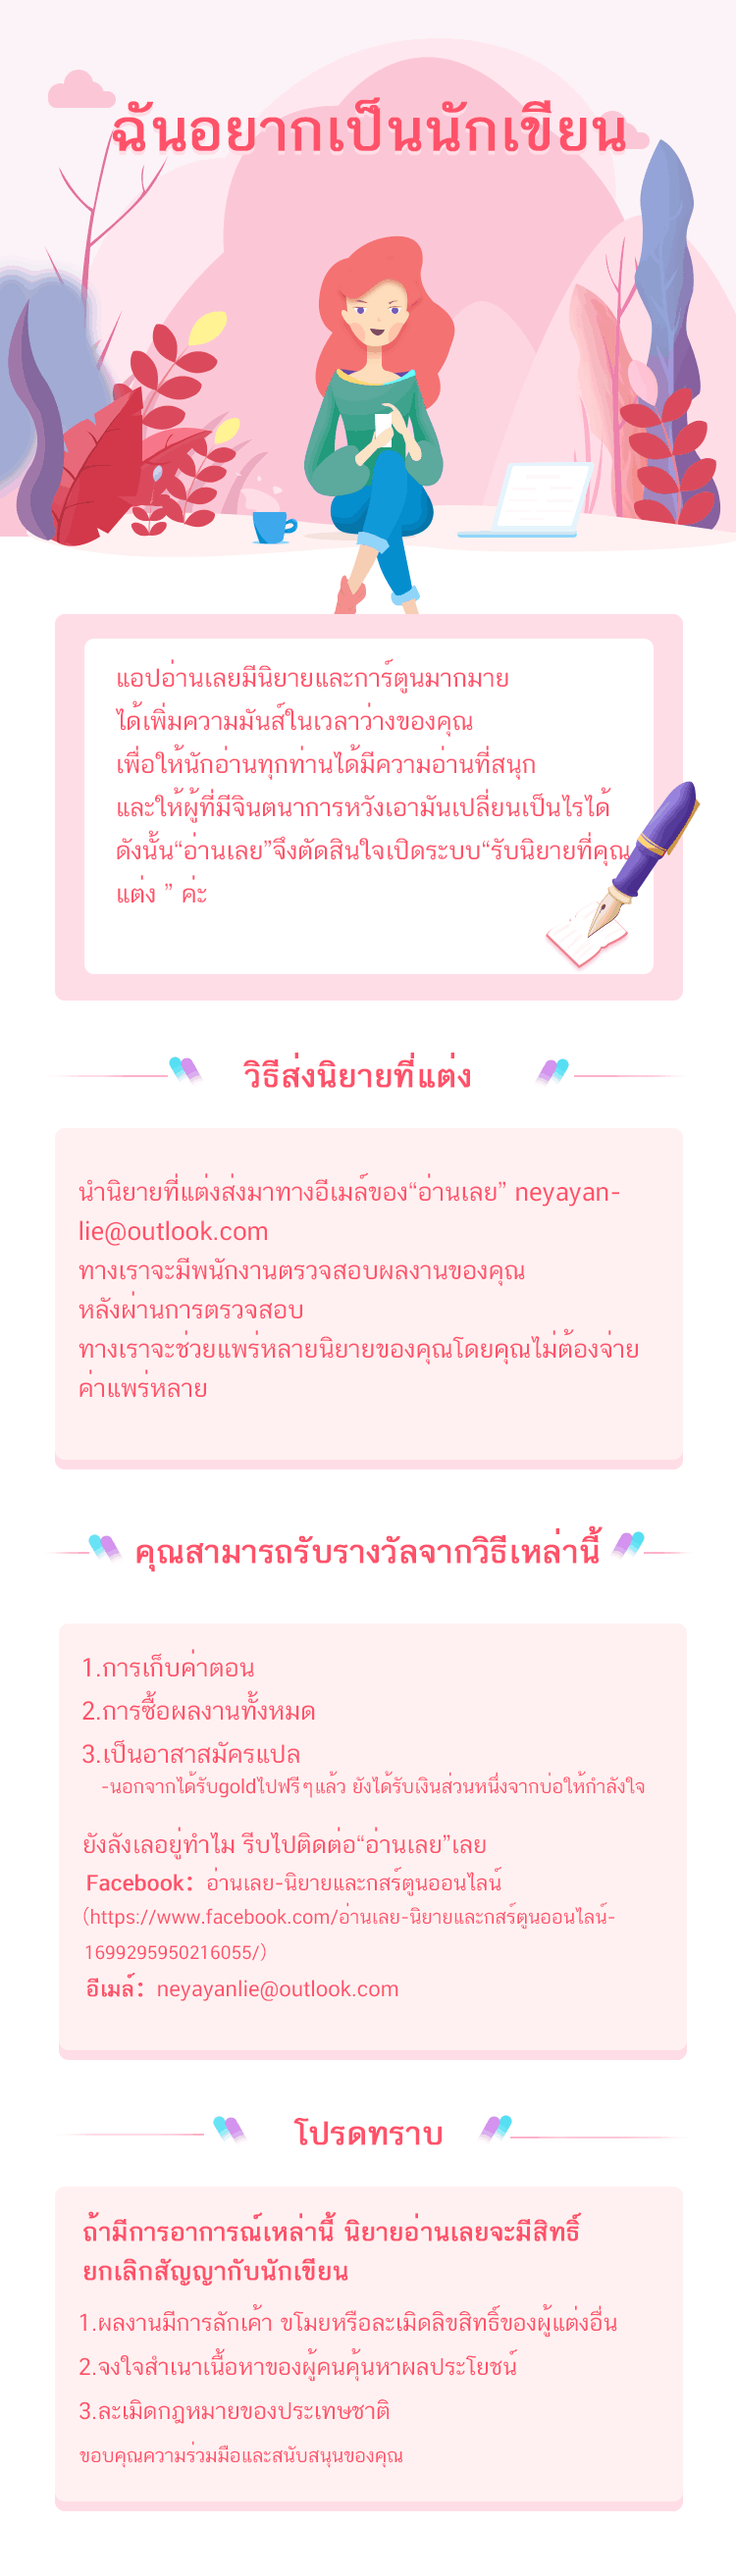 ฉันอยากเป็นนักเขียน
แอปอ่านเลยมีนิยายและการ์ตูนมากมาย
ได้เพิ่มความมันส์ในเวลาว่างของคุณ
เพื่อให้นักอ่านทุกท่านได้มีความอ่านที่สนุก
และให้ผู้ที่มีจินตนาการหวังเอามันเปลี่ยนเป็นไรได้
ดังนั้น“อ่านเลย”จึงตัดสินใจเปิดระบบ“รับนิยายที่คุณ
แต่ง ” ค่ะ
วิธีส่งนิยายที่แต่ง
นำนิยายที่แต่งส่งมาทางอีเมล์ของ“อ่านเลย” neyayan-
lie@outlook.com
ทางเราจะมีพนักงานตรวจสอบผลงานของคุณ
หลังผ่านการตรวจสอบ
ทางเราจะช่วยแพร่หลายนิยายของคุณโดยคุณไม่ต้องจ่าย
ค่าแพร่หลาย
คุณสามารถรับรางวัลจากวิธีเหล่านี้
1.การเก็บค่าตอน
2.การซื้อผลงานทั้งหมด
3.เป็นอาสาสมัครแปล
-นอกจากได้รับgoldไปฟรีๆแล้ว ยังได้รับเงินส่วนหนึ่งจากบ่อให้กำลังใจ
ยังลังเลอยู่ทำไม รีบไปติดต่อ“อ่านเลย”เลย
Facebook： อ่านเลย-นิยายและกสร์ตูนออนไลน์
（https://www.facebook.com/อ่านเลย-นิยายและกสร์ตูนออนไลน์-
1699295950216055/）
อีเมล์： neyayanlie@outlook.com
โปรดทราบ
ถ้ามีการอาการณ์เหล่านี้ นิยายอ่านเลยจะมีสิทธิ์
ยกเลิกสัญญากับนักเขียน
1.ผลงานมีการลักเค้า ขโมยหรือละเมิดลิขสิทธิ์ของผู้แต่งอื่น
2.จงใจสำเนาเนื้อหาของผู้คนคุ้นหาผลประโยชน์
3.ละเมิดกฎหมายของประเทษชาติ
ขอบคุณความร่วมมือและสนับสนุนของคุณ